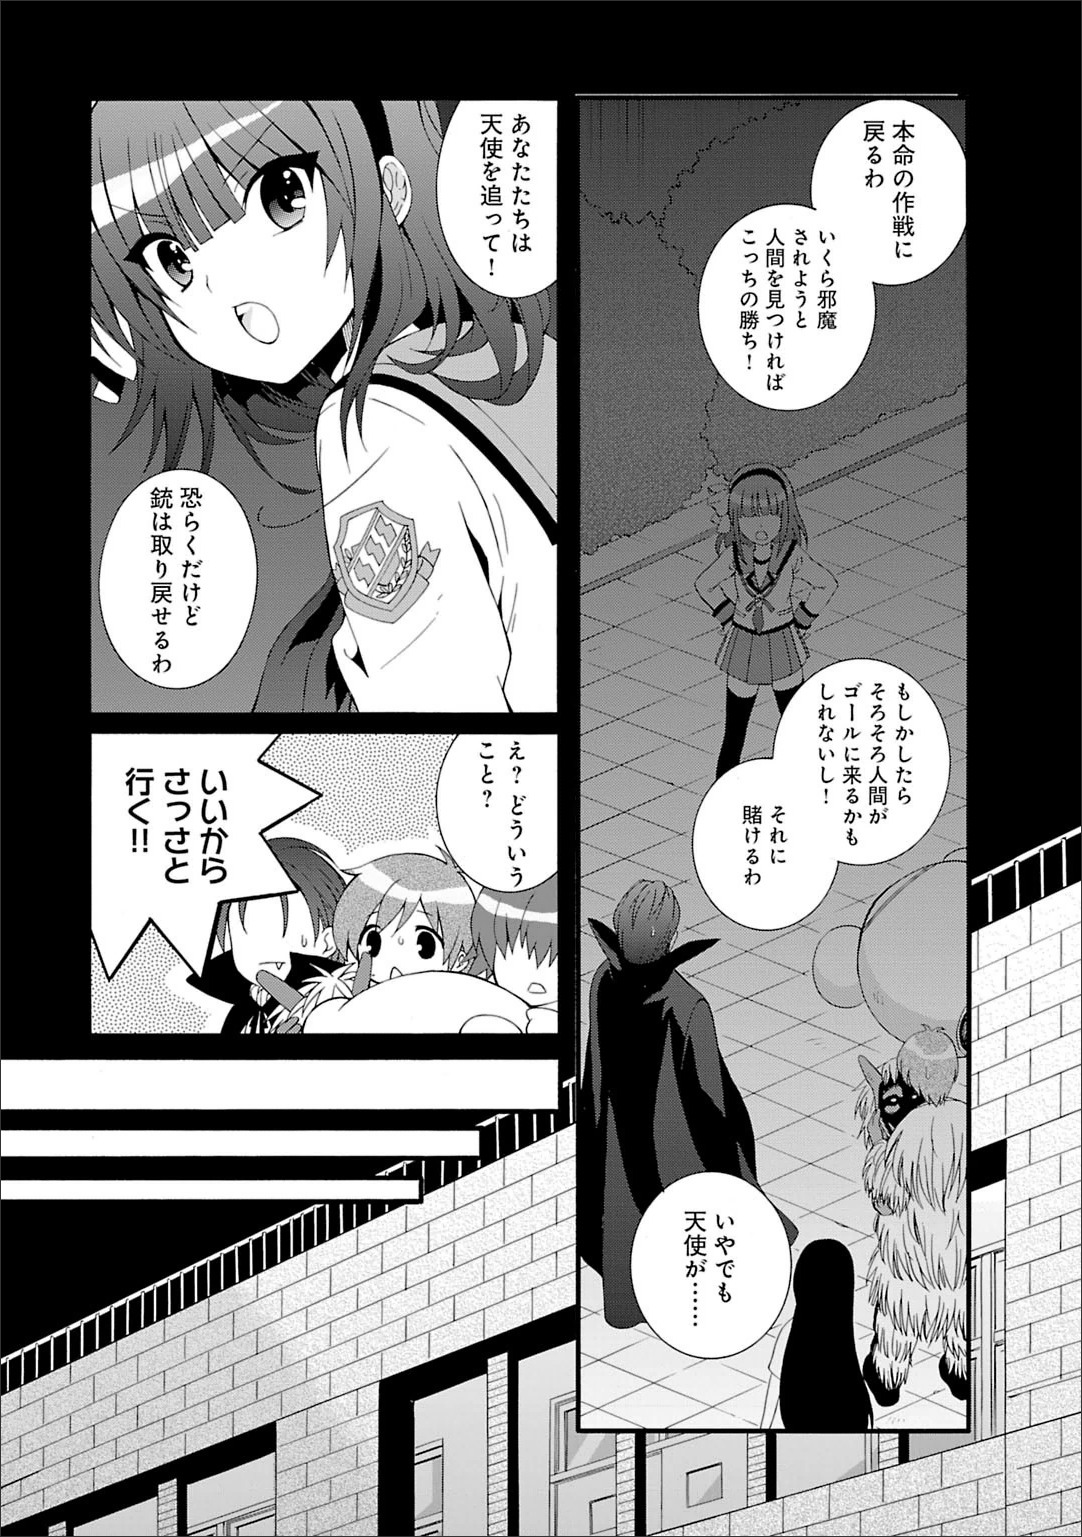 本命の作戦に
戻るわ
いくら邪魔
されようと
人間を見つければ
こっちの勝ち！
もしかしたら
そろそろ人間が
ゴールに来るかも
しれないし！
それに
賭けるわ
いやでも
天使が……
あなたたちは
天使を追って！
恐らくだけど
銃は取り戻せるわ
え？どういう
こと？
いいから
さっさと
行く!!